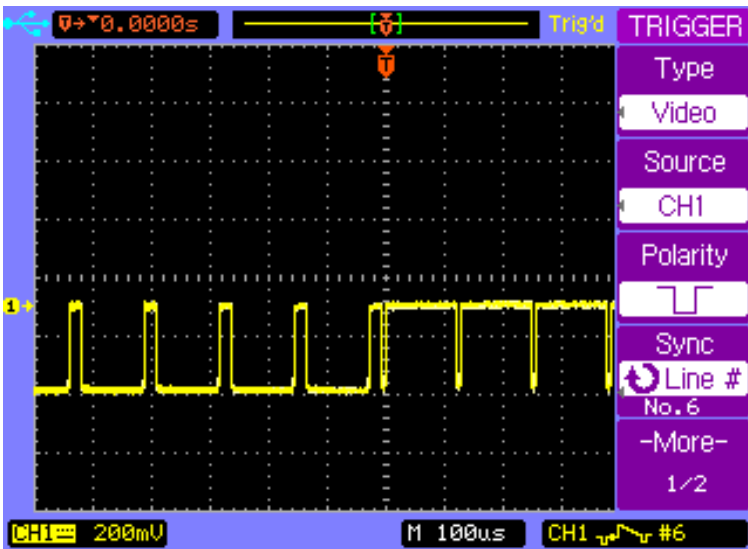 0.0000s Trig'd TRIGGER
T
Type
Video
Source
CH1
Polarity
1
Sync
Line #
No.6
-More-
1/2
CH1 200mV M 100us CH1 #6